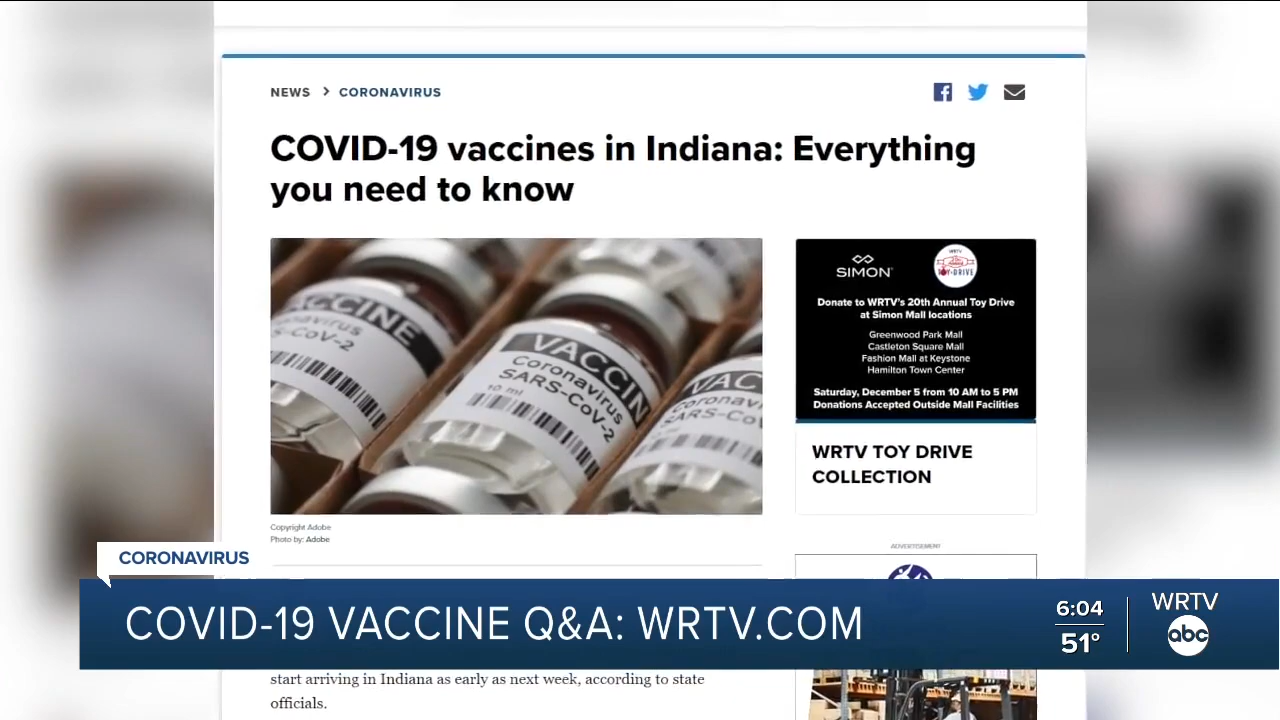 NEWS > CORONAVIRUS
COVID-19 vaccines in Indiana: Everything
you need to know
VACCINE
SARS-CoV-2
VACCIN
Coronavirus
SARS-CoV-2
10 ml
VAC
SIMON
WRTV
TOY DRIVE
Donate to WRTV's 20th Annual Toy Drive
at Simon Mall locations
Greenwood Park Mall
Castleton Square Mall
Fashion Mall at Keystone
Hamilton Town Center
Saturday, December 5 from 10 AM to 5 PM
Donations Accepted Outside Mall Facilities
WRTV TOY DRIVE
COLLECTION
Copyright Adobe
Photo by: Adobe
ADVERTISEMENT
CORONAVIRUS
COVID-19 VACCINE Q&A: WRTV.COM
6:04
51°
WRTV
abc
start arriving in Indiana as early as next week, according to state
officials.